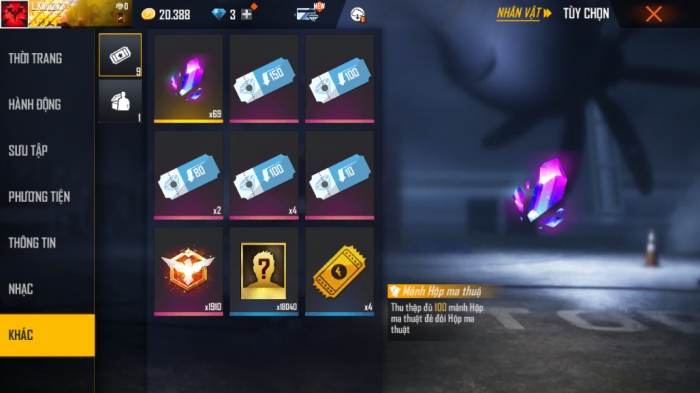 20.388
3
NEW
NHÂN VẬT
TÙY CHỌN
0
THỜI TRANG
HÀNH ĐỘNG
SƯU TẬP
PHƯƠNG TIỆN
THÔNG TIN
NHẠC
KHÁC
9
1
x69
150
100
80
x2
100
x4
10
x1910
?
x18040
x4
Mảnh Hộp ma thuậ
Thu thập đủ 100 mảnh Hộp
ma thuật để đổi Hộp ma
thuật